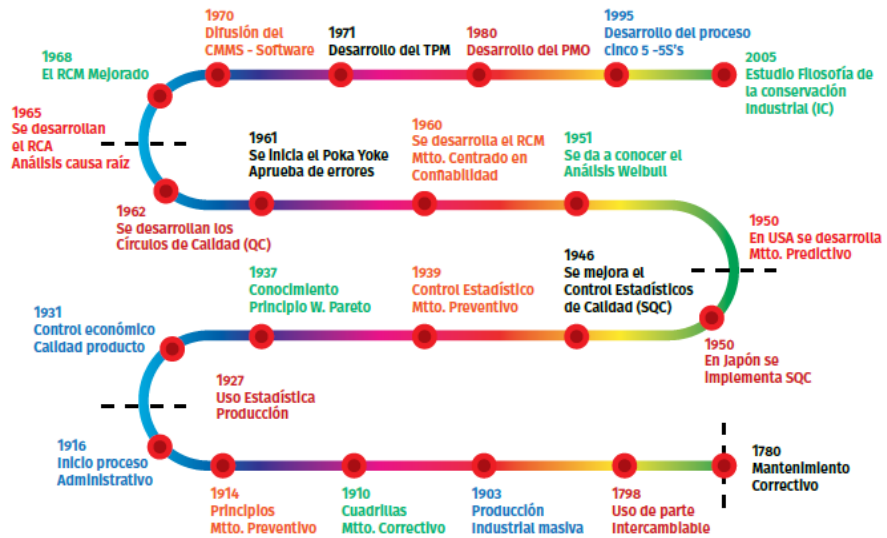 1970
Difusión del
CMMS - Software
1971
Desarrollo del TPM
1980
Desarrollo del PMO
1995
Desarrollo del proceso
cinco 5 -5S's
1968
El RCM Mejorado
2005
Estudio Filosofía de
la conservación
Industrial (IC)
1965
Se desarrollan
el RCA
Análisis causa raíz
1961
Se inicia el Poka Yoke
Aprueba de errores
1960
Se desarrolla el RCM
Mtto. Centrado en
Confiabilidad
1951
Se da a conocer el
Análisis Weibull
1962
Se desarrollan los
Círculos de Calidad (QC)
1950
En USA se desarrolla
Mtto. Predictivo
1937
Conocimiento
Principio W. Pareto
1939
Control Estadístico
Mtto. Preventivo
1946
Se mejora el
Control Estadísticos
de Calidad (SQC)
1931
Control económico
Calidad producto
1950
En Japón se
implementa SQC
1927
Uso Estadística
Producción
1916
Inicio proceso
Administrativo
1780
Mantenimiento
Correctivo
1914
Principios
Mtto. Preventivo
1910
Cuadrillas
Mtto. Correctivo
1903
Producción
Industrial masiva
1798
Uso de parte
Intercambiable